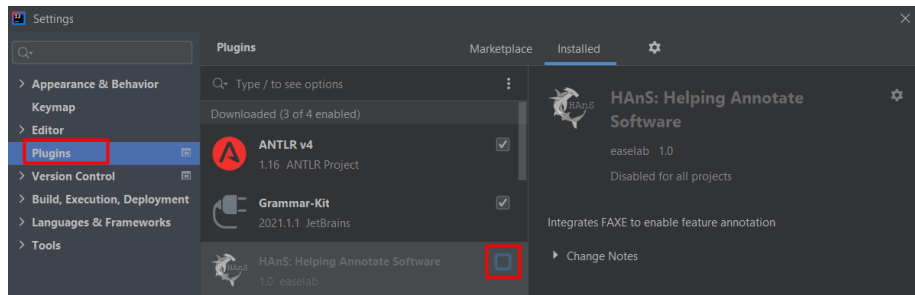 Settings
Plugins
Marketplace
Installed
Appearance & Behavior
Keymap
Editor
Plugins
Version Control
Build, Execution, Deployment
Languages & Frameworks
Tools
Type / to see options
Downloaded (3 of 4 enabled)
ANTLR v4
1.16 ANTLR Project
Grammar-Kit
2021.1.1 JetBrains
HAnS
HAnS: Helping Annotate Software
1.0 easelab
HAnS
HAnS: Helping Annotate
Software
easelab 1.0
Disabled for all projects
Integrates FAXE to enable feature annotation
Change Notes